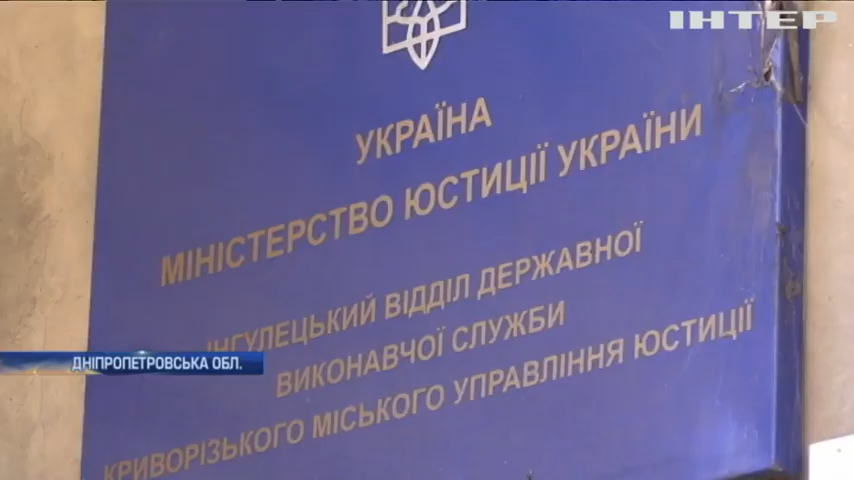 ІНТЕР
УКРАЇНА
МІНІСТЕРСТВО ЮСТИЦІЇ УКРАЇНИ
ІНГУЛЕЦЬКИЙ ВІДДІЛ ДЕРЖАВНОЇ
ВИКОНАВЧОЇ СЛУЖБИ
КРИВОРІЗЬКОГО МІСЬКОГО УПРАВЛІННЯ ЮСТИЦІЇ
ДНІПРОПЕТРОВСЬКА ОБЛ.